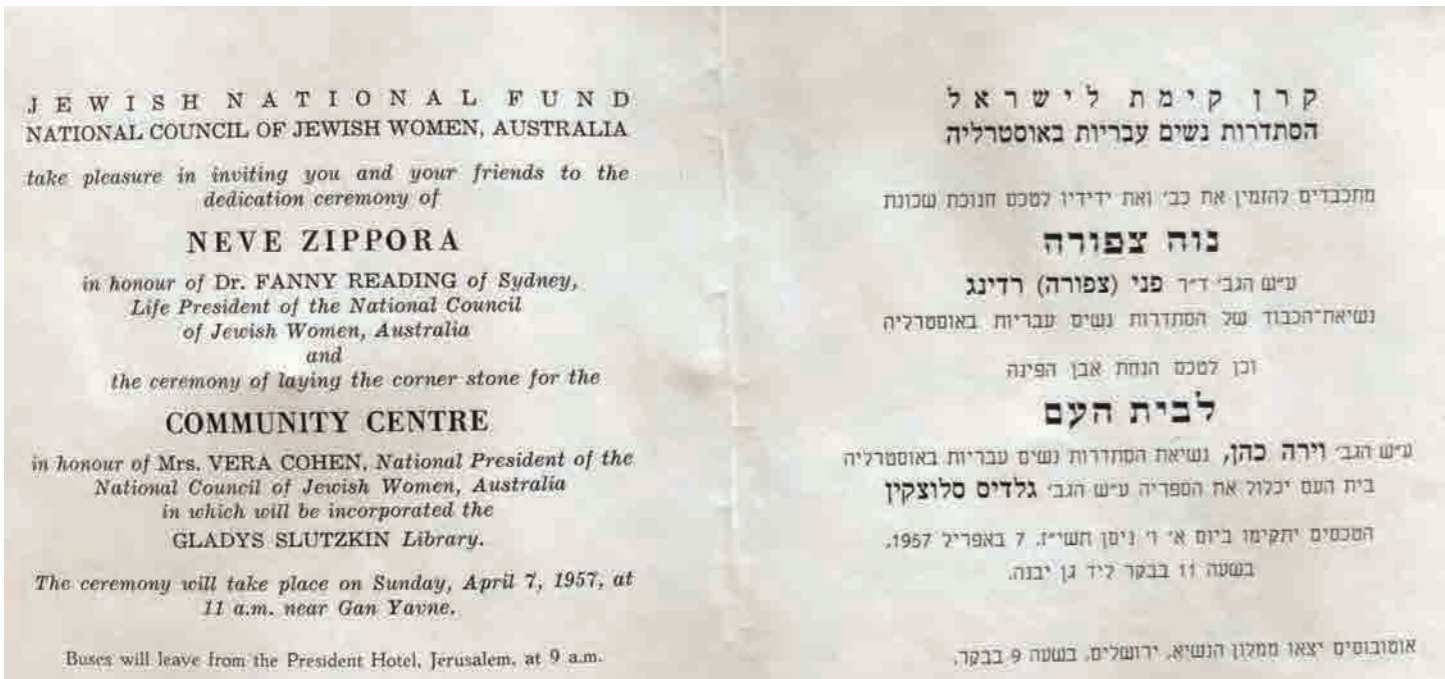 JEWISH NATIONAL FUND
NATIONAL COUNCIL OF JEWISH WOMEN, AUSTRALIA
take pleasure in inviting you and your friends to the
dedication ceremony of
NEVE ZIPPORA
in honour of Dr. FANNY READING of Sydney,
Life President of the National Council
of Jewish Women, Australia
and
the ceremony of laying the corner stone for the
COMMUNITY CENTRE
in honour of Mrs. VERA COHEN, National President of the
National Council of Jewish Women, Australia
in which will be incorporated the
GLADYS SLUTZKIN Library.
The ceremony will take place on Sunday, April 7, 1957, at
11 a.m. near Gan Yavne.
Buses will leave from the President Hotel, Jerusalem, at 9 a.m.
קרן קימת לישראל
הסתדרות נשים עבריות באוסטרליה
מתכבדים להזמין את כב' ואת ידידיו לטכס חנוכת שכונת
נוה צפורה
ע״ש הגב' ד״ר פני (צפורה) רדינג
נשיאת־הכבוד של הסתדרות נשים עבריות באוסטרליה
וכן לטכס הנחת אבן הפינה
לבית העם
ע״ש הגב' וירה כהן, נשיאת הסתדרות נשים עבריות באוסטרליה
בית העם יכלול את הספריה ע״ש הגב' גלדיס סלוצקין
הטכסים יתקימו ביום א' ו' ניסן תשי״ז, 7 באפריל 1957,
בשעה 11 בבקר ליד גן יבנה.
אוטובוסים יצאו ממלון הנשיא, ירושלים, בשעה 9 בבקר.